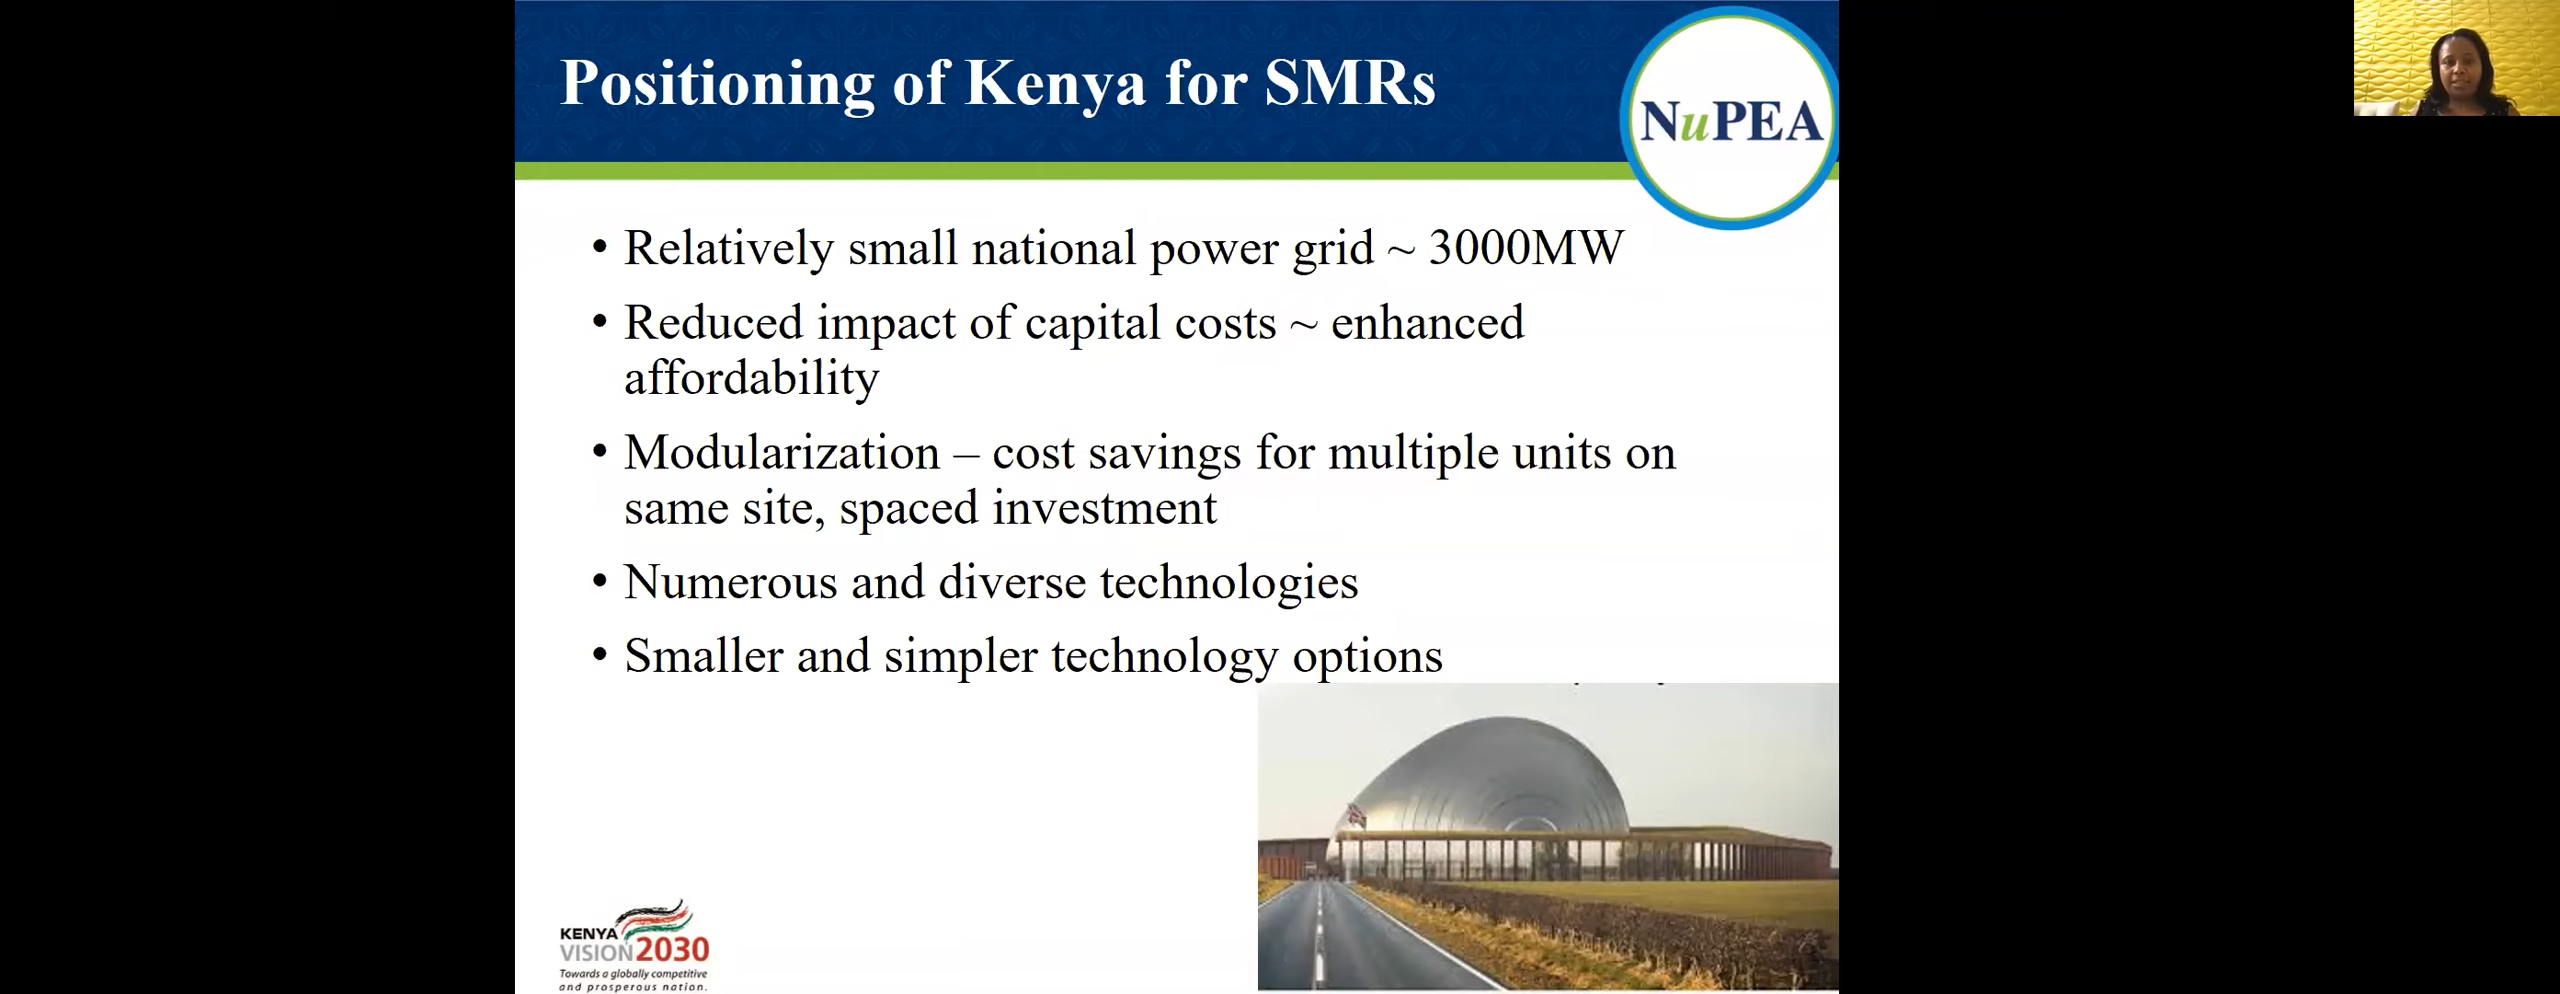 Positioning of Kenya for SMRs
NuPEA
• Relatively small national power grid ~ 3000MW
• Reduced impact of capital costs ~ enhanced
affordability
• Modularization – cost savings for multiple units on
same site, spaced investment
• Numerous and diverse technologies
• Smaller and simpler technology options
KENYA
VISION 2030
Towards a globally competitive
and prosperous nation.